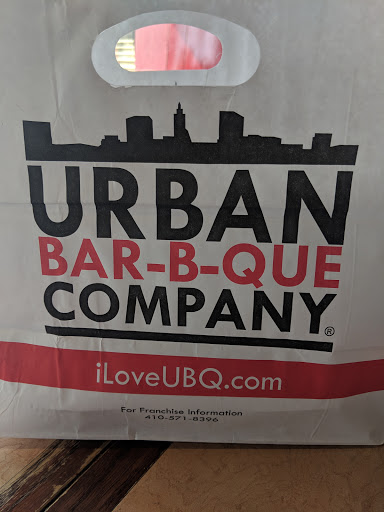 URBAN
BAR-B-QUE
COMPANY®
iLoveUBQ.com
For Franchise Information
410-571-8396